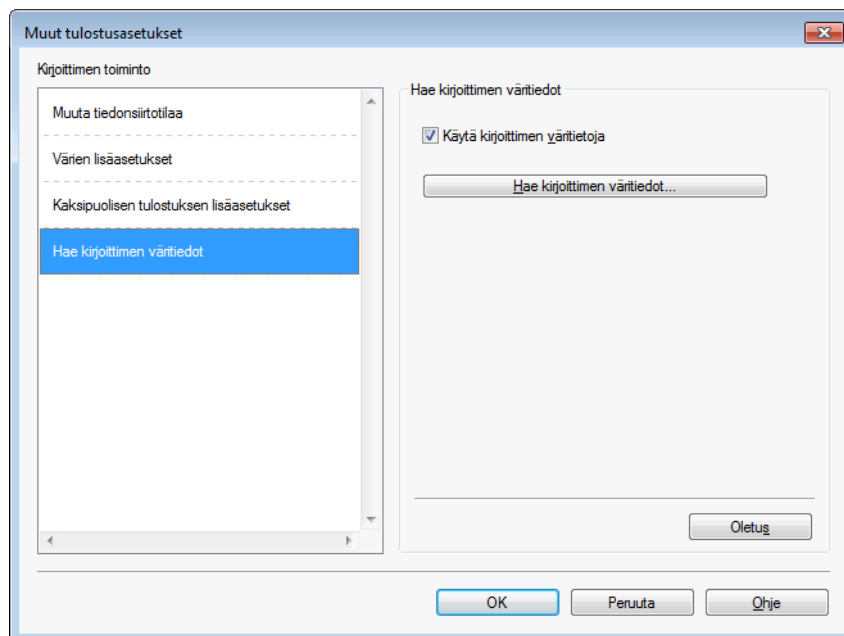 Muut tulostusasetukset
Kirjoittimen toiminto
Muuta tiedonsiirtotilaa
Värien lisäasetukset
Kaksipuolisen tulostuksen lisäasetukset
Hae kirjoittimen väritiedot
Hae kirjoittimen väritiedot
Käytä kirjoittimen väritietoja
Hae kirjoittimen väritiedot...
Oletus
OK
Peruuta
Ohje